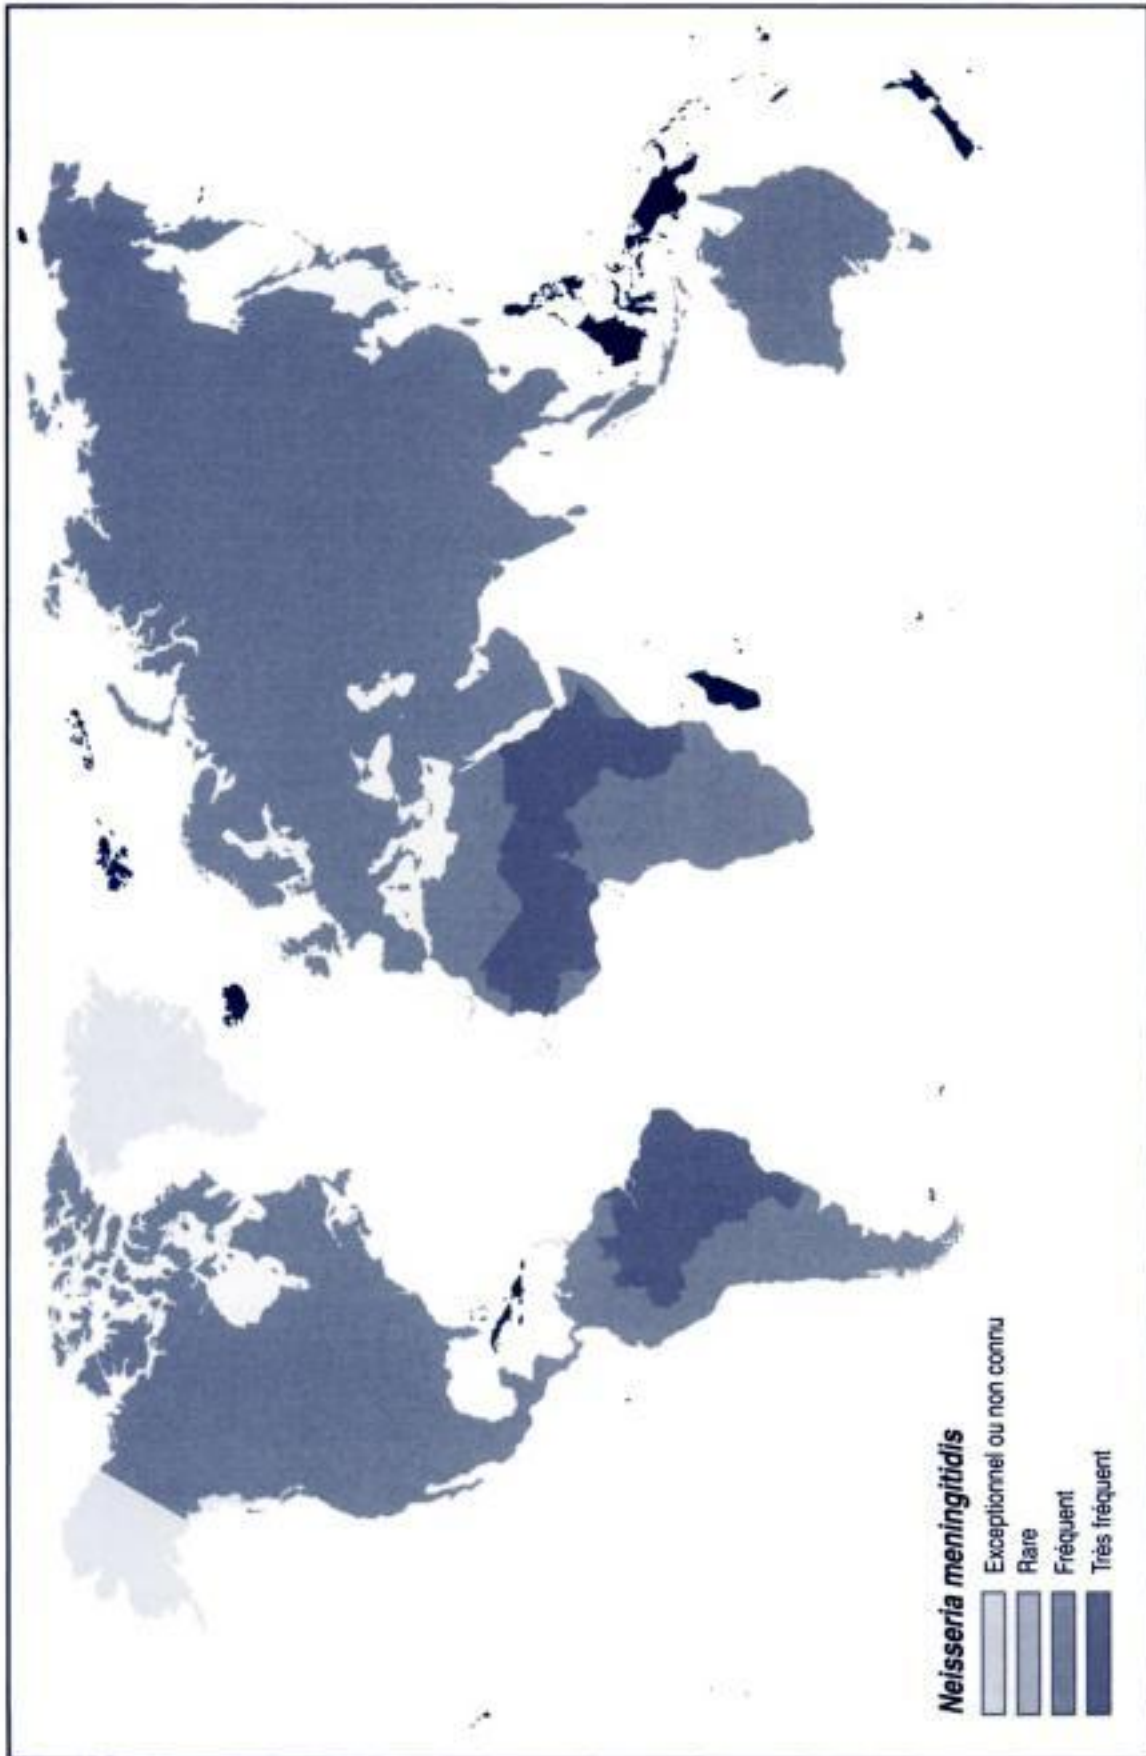 Neisseria meningitidis
Exceptionnel ou non connu
Rare
Fréquent
Très fréquent